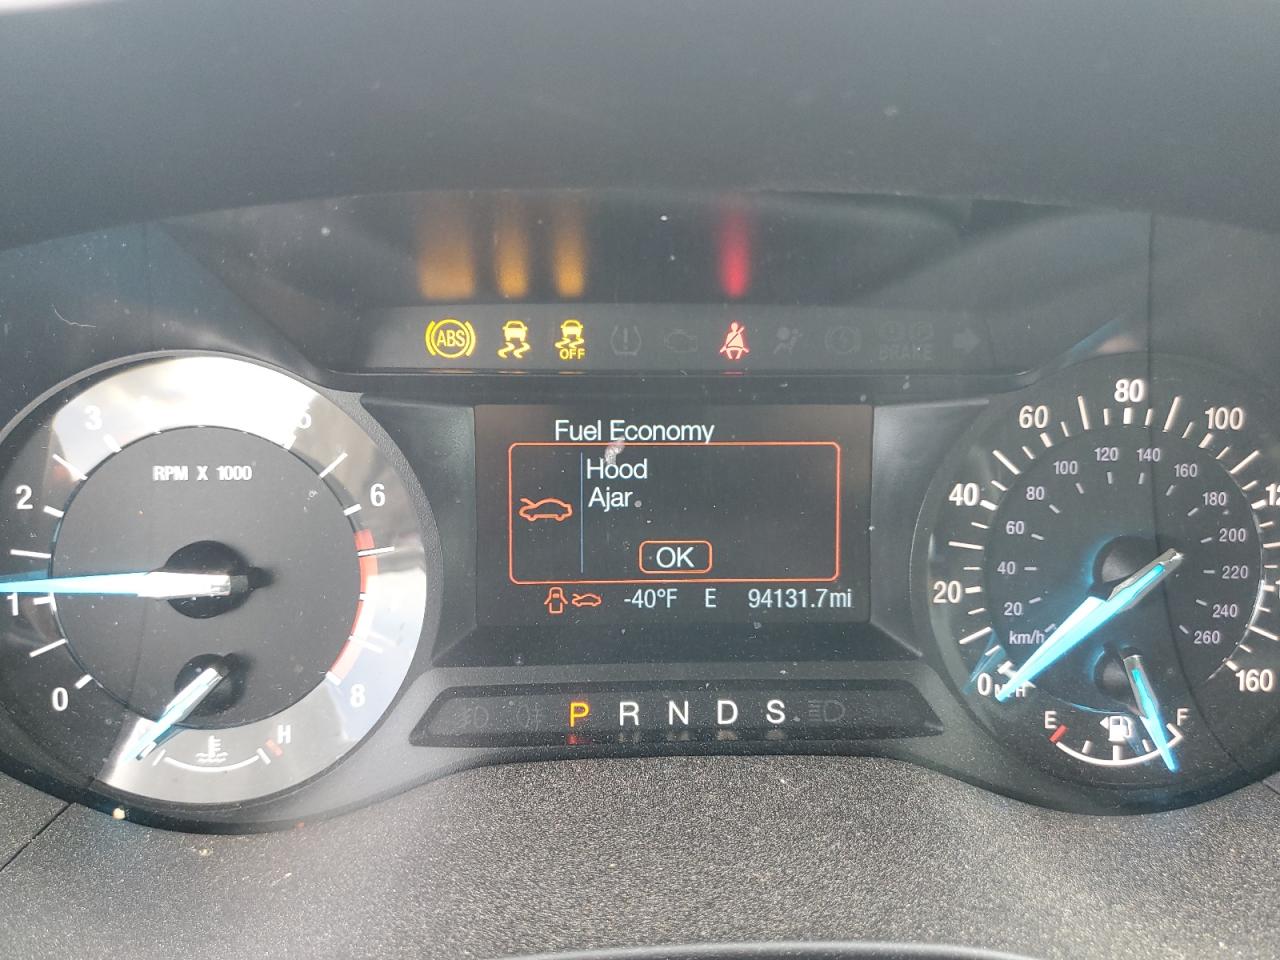 ABS
OFF
BRAKE
3
5
2
6
RPM X 1000
1
0
8
H
Fuel Economy
Hood
Ajar
OK
-40°F E 94131.7mi
P R N D S
80
60
100
40
20
0
MPH
160
120
140
100
160
80
180
60
200
40
220
20
240
km/h
260
E
F